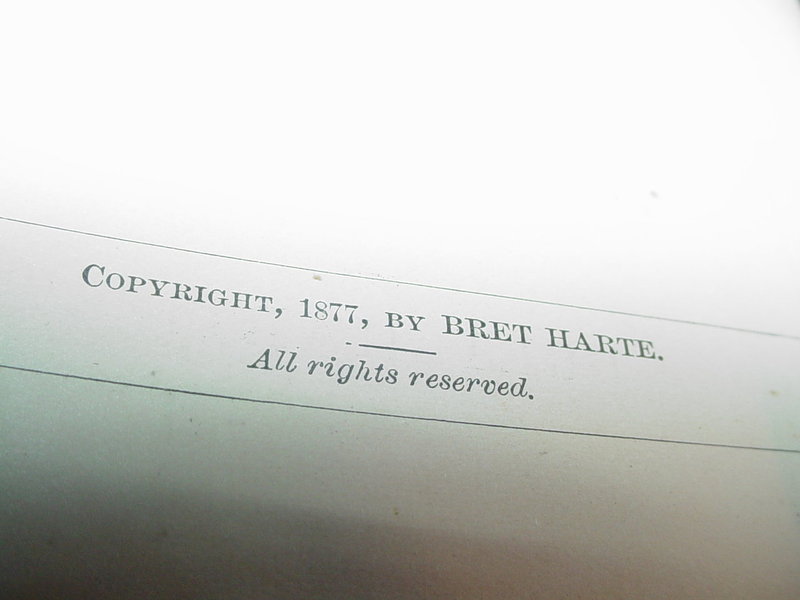 COPYRIGHT, 1877, BY BRET HARTE.
All rights reserved.